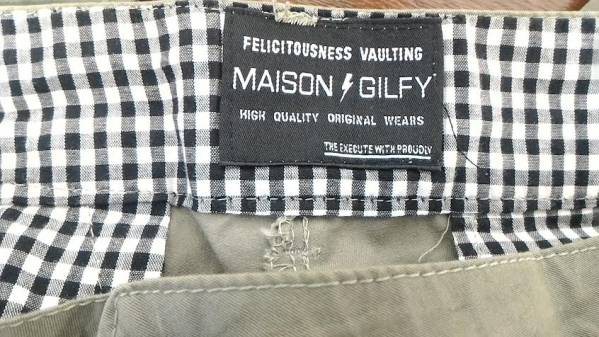 FELICITOUSNESS VAULTING
MAISON GILFY
HIGH QUALITY ORIGINAL WEARS
THE EXECUTE WITH PROUDLY